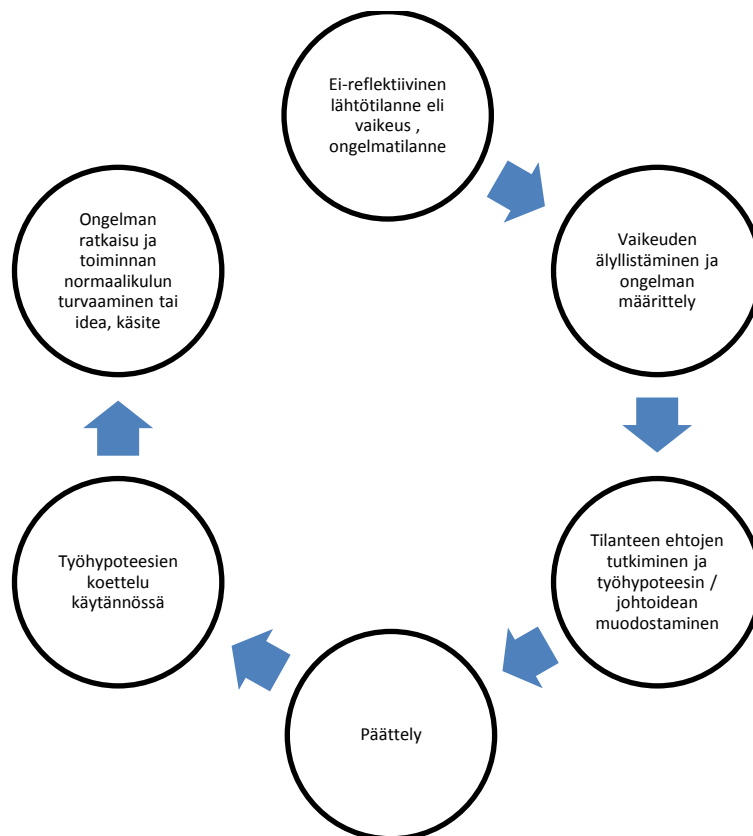 Ei-reflektiivinen
lähtötilanne eli
vaikeus ,
ongelmatilanne
Vaikeuden
älyllistäminen ja
ongelman
määrittely
Tilanteen ehtojen
tutkiminen ja
työhypoteesin /
johtoidean
muodostaminen
Päättely
Työhypoteesien
koettelu
käytännössä
Ongelman
ratkaisu ja
toiminnan
normaalikulun
turvaaminen tai
idea, käsite